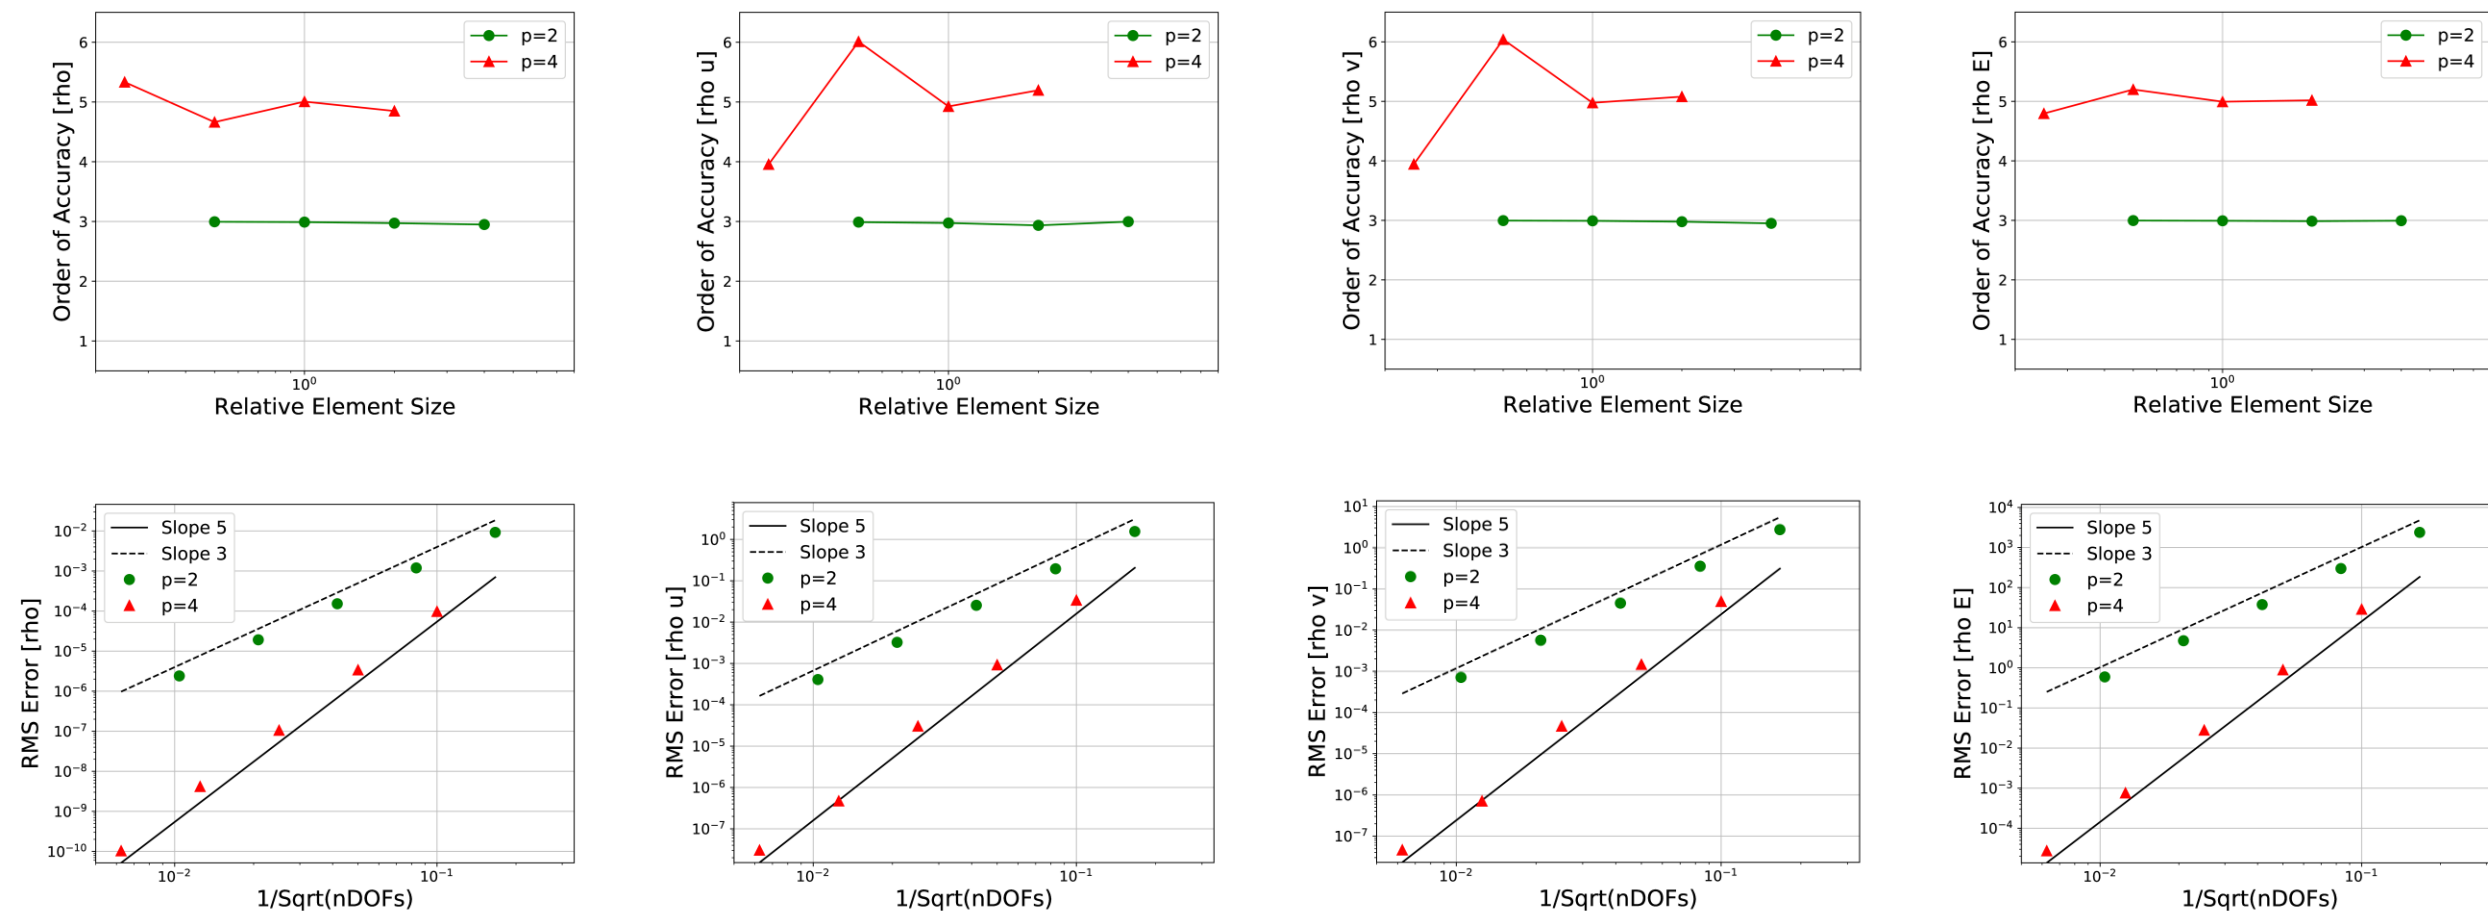 Order of Accuracy [rho]
6
5
4
3
2
1
p=2
p=4
10⁰
Relative Element Size
Order of Accuracy [rho u]
6
5
4
3
2
1
p=2
p=4
10⁰
Relative Element Size
Order of Accuracy [rho v]
6
5
4
3
2
1
p=2
p=4
10⁰
Relative Element Size
Order of Accuracy [rho E]
6
5
4
3
2
1
p=2
p=4
10⁰
Relative Element Size
RMS Error [rho]
10⁻²
10⁻³
10⁻⁴
10⁻⁵
10⁻⁶
10⁻⁷
10⁻⁸
10⁻⁹
10⁻¹⁰
Slope 5
Slope 3
p=2
p=4
10⁻² 10⁻¹
1/Sqrt(nDOFs)
RMS Error [rho u]
10⁰
10⁻¹
10⁻²
10⁻³
10⁻⁴
10⁻⁵
10⁻⁶
10⁻⁷
Slope 5
Slope 3
p=2
p=4
10⁻² 10⁻¹
1/Sqrt(nDOFs)
RMS Error [rho v]
10¹
10⁰
10⁻¹
10⁻²
10⁻³
10⁻⁴
10⁻⁵
10⁻⁶
10⁻⁷
Slope 5
Slope 3
p=2
p=4
10⁻² 10⁻¹
1/Sqrt(nDOFs)
RMS Error [rho E]
10⁴
10³
10²
10¹
10⁰
10⁻¹
10⁻²
10⁻³
10⁻⁴
Slope 5
Slope 3
p=2
p=4
10⁻² 10⁻¹
1/Sqrt(nDOFs)